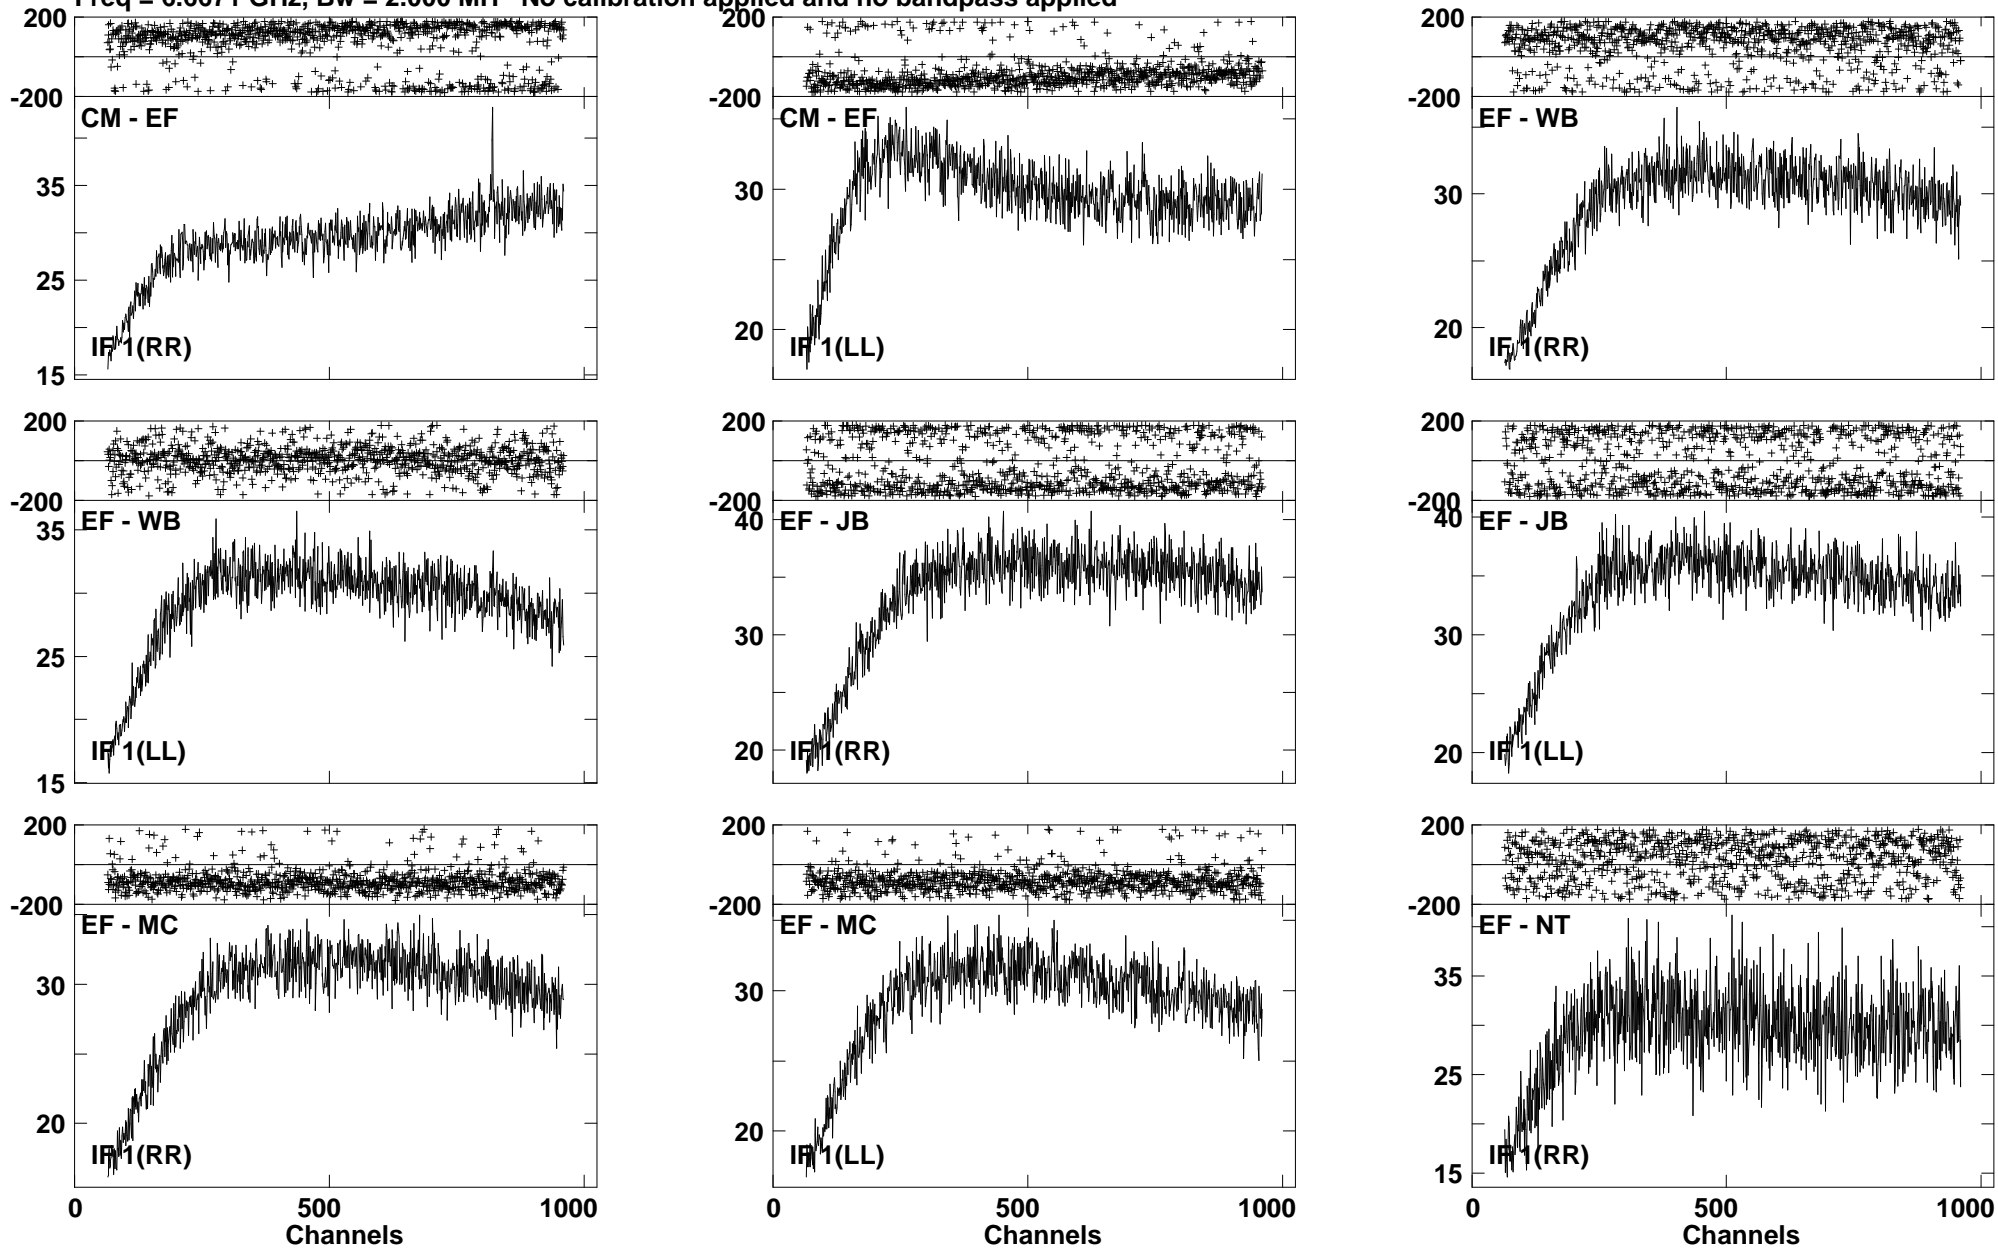 No calibration applied and no bandpass applied
200
-200
CM - EF
35
25
15
IF 1(RR)
200
-200
CM - EF
30
20
IF 1(LL)
200
-200
EF - WB
30
20
IF 1(RR)
200
-200
EF - WB
35
25
15
IF 1(LL)
200
-200
40
EF - JB
30
20
IF 1(RR)
200
-200
40
EF - JB
30
20
IF 1(LL)
200
-200
EF - MC
30
20
IF 1(RR)
0 500 1000
Channels
200
-200
EF - MC
30
20
IF 1(LL)
0 500 1000
Channels
200
-200
EF - NT
35
25
15
IF 1(RR)
0 500 1000
Channels